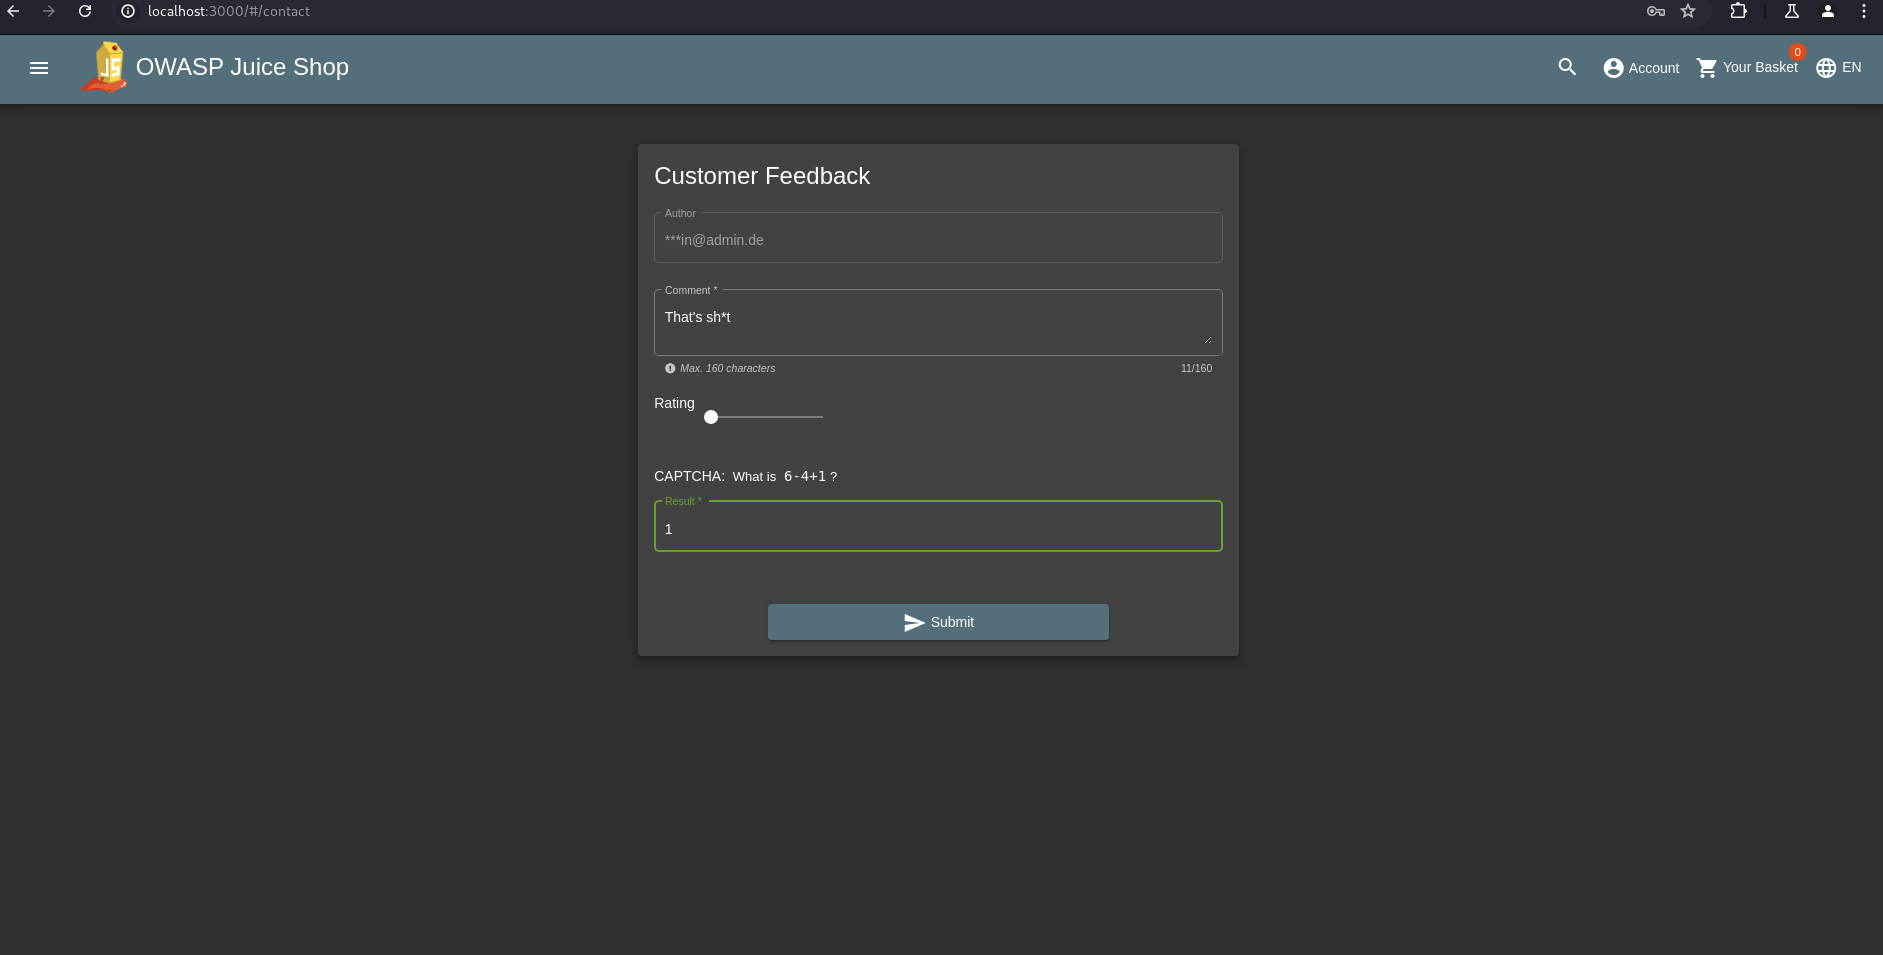 localhost:3000/#/contact
OWASP Juice Shop
Account
Your Basket
0
EN
Customer Feedback
Author
***in@admin.de
Comment *
That's sh*t
Max. 160 characters
11/160
Rating
CAPTCHA: What is 6-4+1 ?
Result *
1
Submit